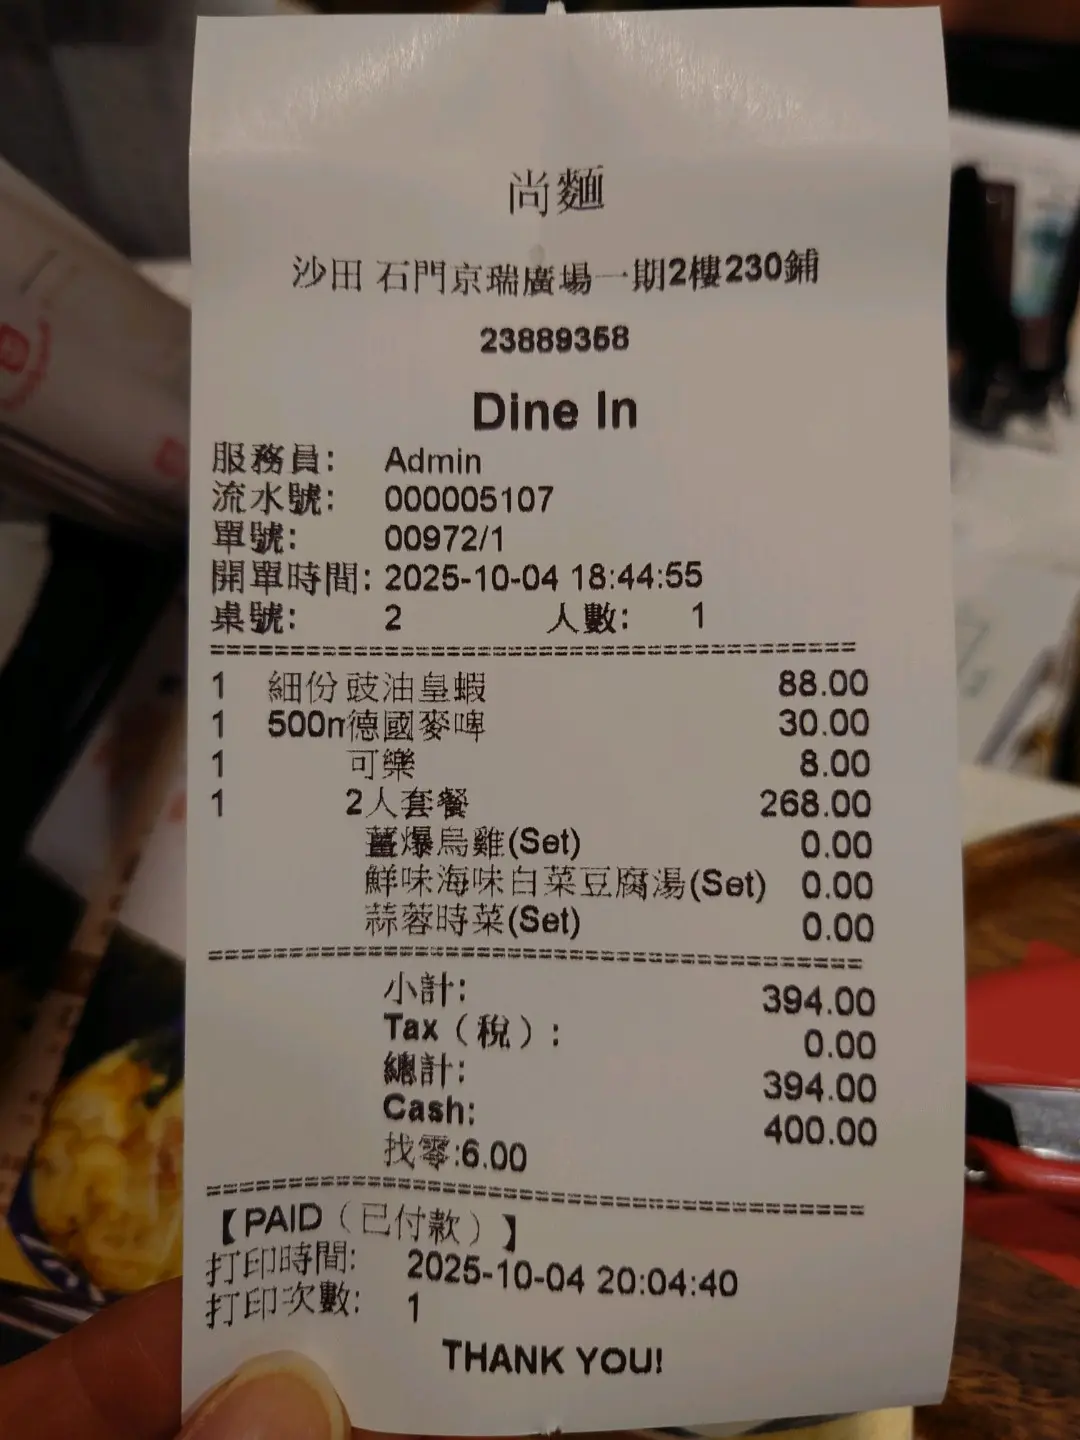 尚麵
沙田 石門京瑞廣場一期2樓230鋪
23889358
Dine In
服務員: Admin
流水號: 000005107
單號: 00972/1
開單時間: 2025-10-04 18:44:55
桌號: 2 人數: 1
1 細份 豉油皇蝦 88.00
1 500m德國麥啤 30.00
1 可樂 8.00
1 2人套餐 268.00
薑爆烏雞(Set) 0.00
鮮味海味白菜豆腐湯(Set) 0.00
蒜蓉時菜(Set) 0.00
小計: 394.00
Tax（稅）: 0.00
總計: 394.00
Cash: 400.00
找零:6.00
【PAID（已付款）】
打印時間: 2025-10-04 20:04:40
打印次數: 1
THANK YOU!